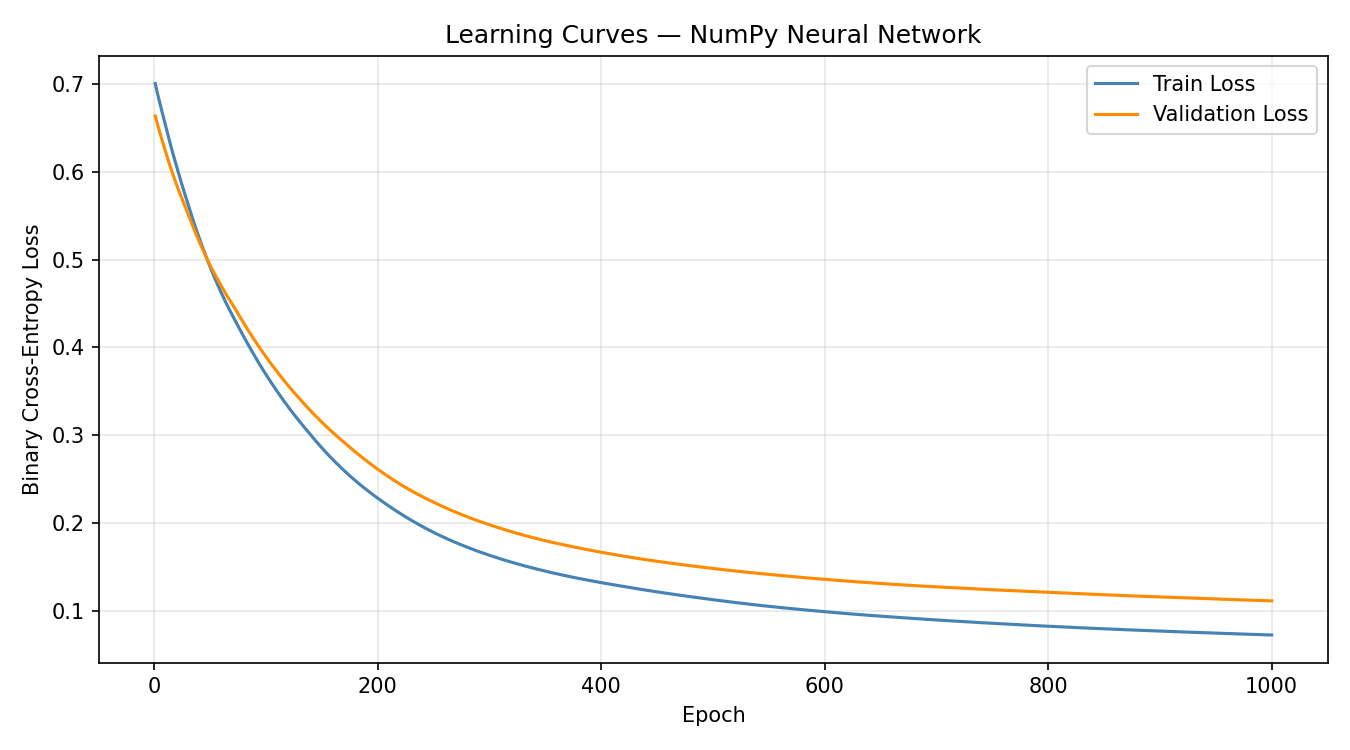 Learning Curves — NumPy Neural Network
Train Loss
Validation Loss
Binary Cross-Entropy Loss
0.7
0.6
0.5
0.4
0.3
0.2
0.1
0 200 400 600 800 1000
Epoch